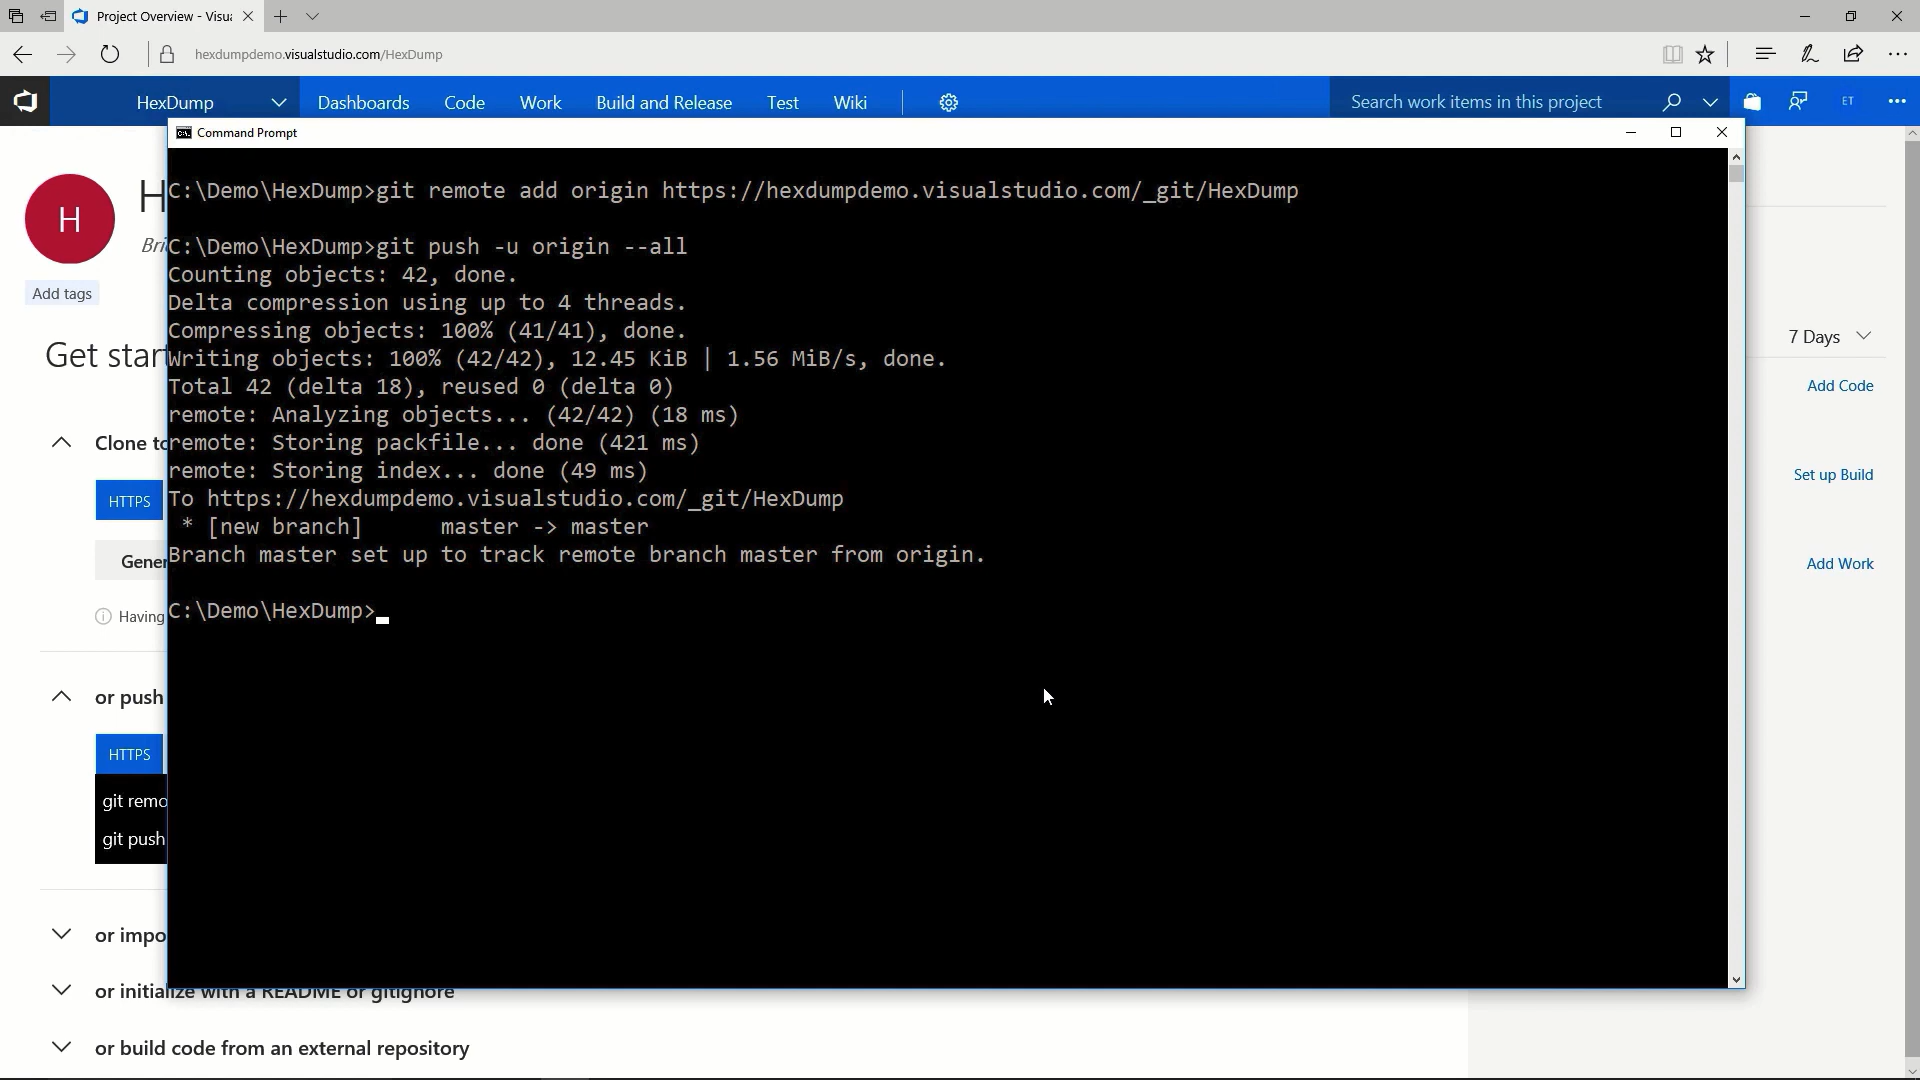 Project Overview - Visu
hexdumpdemo.visualstudio.com/HexDump
HexDump
Dashboards
Code
Work
Build and Release
Test
Wiki
Search work items in this project
ET
Command Prompt
H
H
Bri
Add tags
Get start
Clone to
HTTPS
Gener
Having
or push
HTTPS
git remo
git push
or impo
or initialize with a README or gitignore
or build code from an external repository
C:\Demo\HexDump>git remote add origin https://hexdumpdemo.visualstudio.com/_git/HexDump
C:\Demo\HexDump>git push -u origin --all
Counting objects: 42, done.
Delta compression using up to 4 threads.
Compressing objects: 100% (41/41), done.
Writing objects: 100% (42/42), 12.45 KiB | 1.56 MiB/s, done.
Total 42 (delta 18), reused 0 (delta 0)
remote: Analyzing objects... (42/42) (18 ms)
remote: Storing packfile... done (421 ms)
remote: Storing index... done (49 ms)
To https://hexdumpdemo.visualstudio.com/_git/HexDump
 * [new branch]      master -> master
Branch master set up to track remote branch master from origin.
C:\Demo\HexDump>
7 Days
Add Code
Set up Build
Add Work